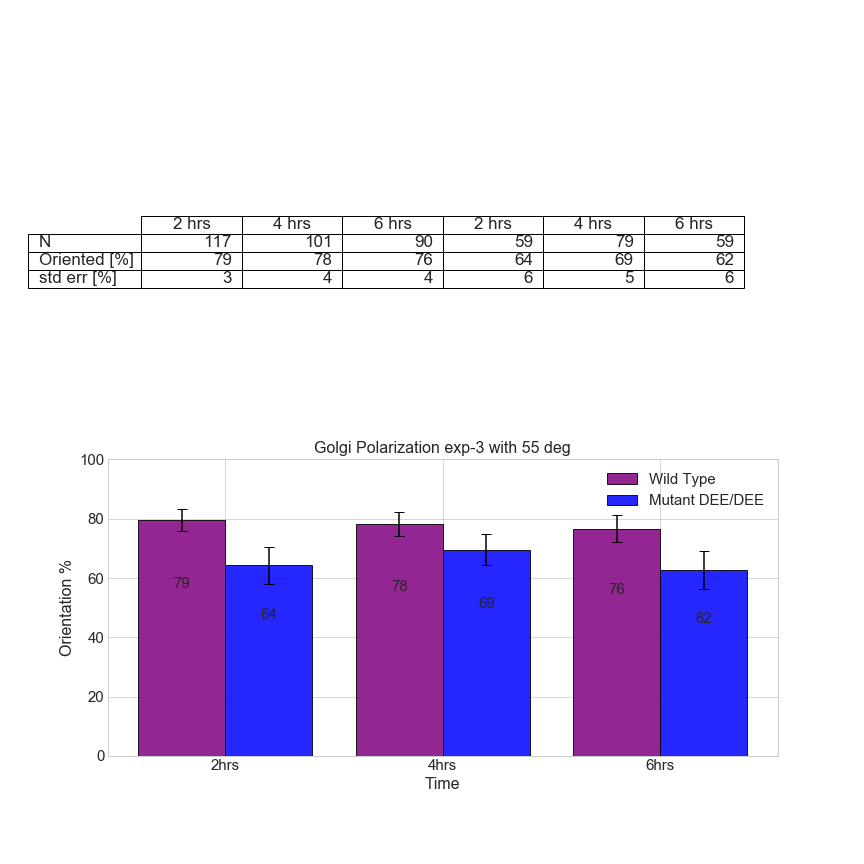 2 hrs 4 hrs 6 hrs 2 hrs 4 hrs 6 hrs
N 117 101 90 59 79 59
Oriented [%] 79 78 76 64 69 62
std err [%] 3 4 4 6 5 6
Golgi Polarization exp-3 with 55 deg
100
80
60
40
20
0
Orientation %
Wild Type
Mutant DEE/DEE
79
64
78
69
76
62
2hrs 4hrs 6hrs
Time